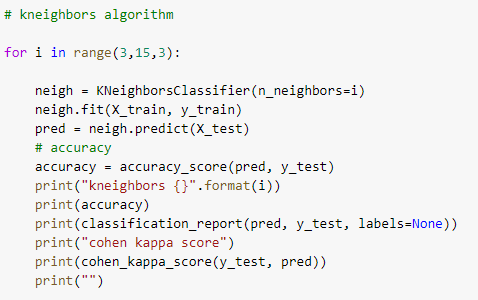 # kneighbors algorithm
for i in range(3,15,3):
neigh = KNeighborsClassifier(n_neighbors=i)
neigh.fit(X_train, y_train)
pred = neigh.predict(X_test)
# accuracy
accuracy = accuracy_score(pred, y_test)
print("kneighbors {}".format(i))
print(accuracy)
print(classification_report(pred, y_test, labels=None))
print("cohen kappa score")
print(cohen_kappa_score(y_test, pred))
print("")